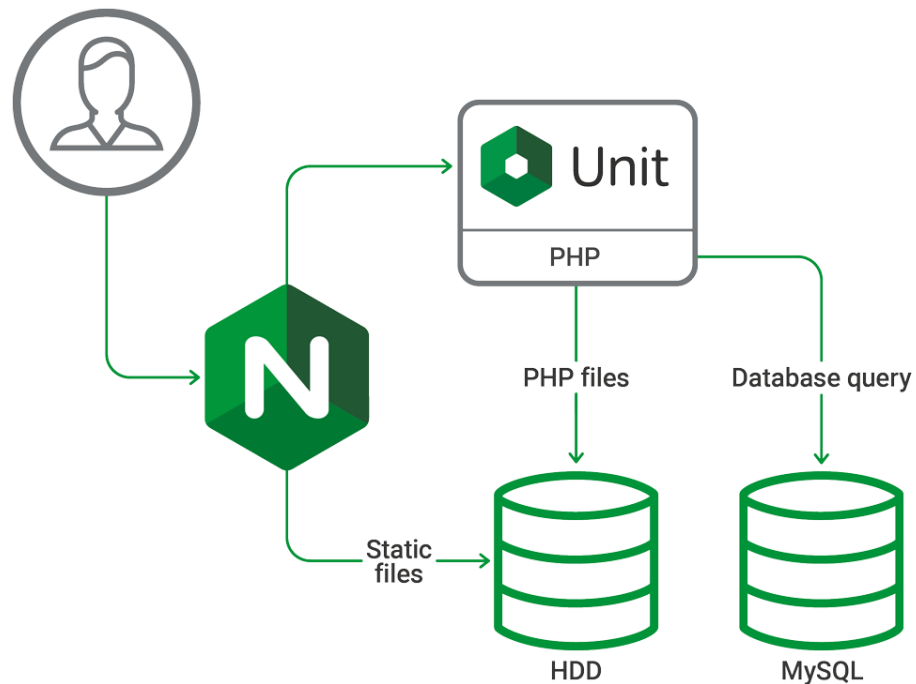 Unit
PHP
N
PHP files
Database query
Static
files
HDD
MySQL